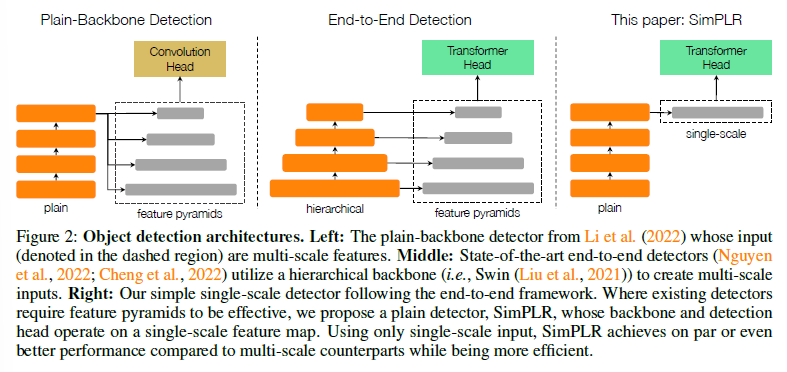 Plain-Backbone Detection
End-to-End Detection
This paper: SimPLR
Convolution
Head
Transformer
Head
Transformer
Head
single-scale
plain
feature pyramids
hierarchical
feature pyramids
plain
Figure 2: Object detection architectures. Left: The plain-backbone detector from Li et al. (2022) whose input
(denoted in the dashed region) are multi-scale features. Middle: State-of-the-art end-to-end detectors (Nguyen
et al., 2022; Cheng et al., 2022) utilize a hierarchical backbone (i.e., Swin (Liu et al., 2021)) to create multi-scale
inputs. Right: Our simple single-scale detector following the end-to-end framework. Where existing detectors
require feature pyramids to be effective, we propose a plain detector, SimPLR, whose backbone and detection
head operate on a single-scale feature map. Using only single-scale input, SimPLR achieves on par or even
better performance compared to multi-scale counterparts while being more efficient.